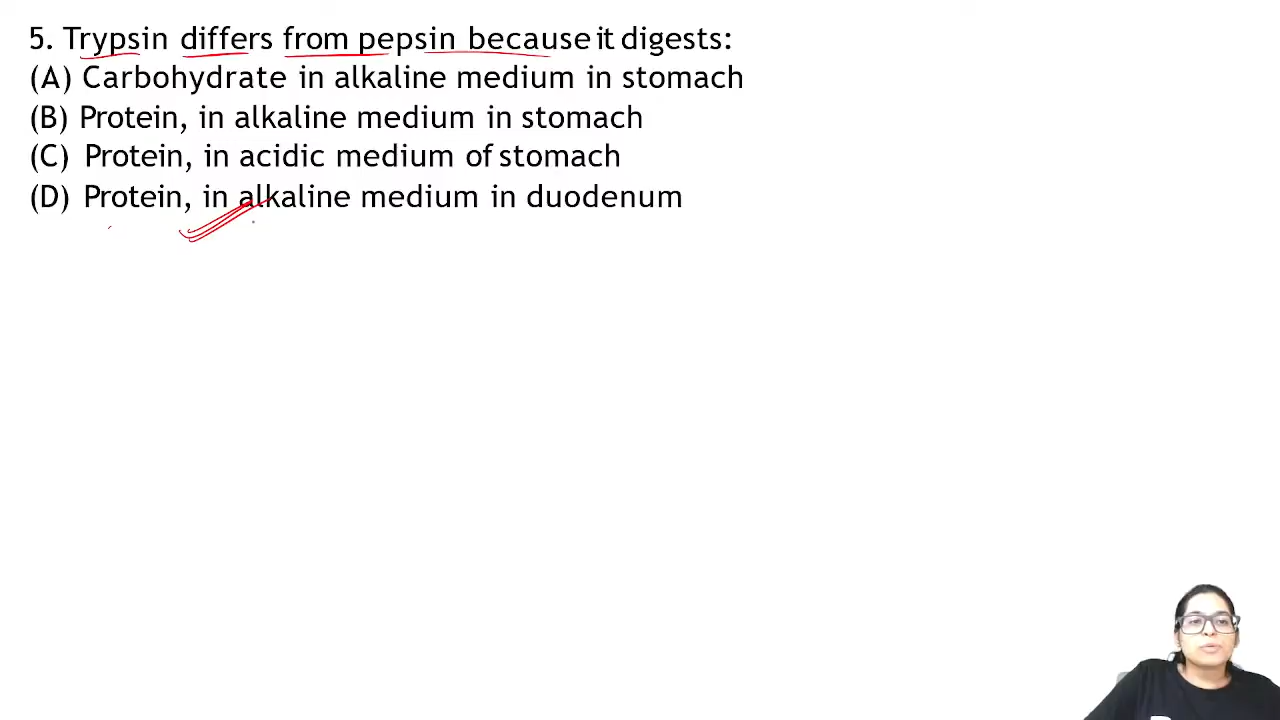 5. Trypsin differs from pepsin because it digests:
(A) Carbohydrate in alkaline medium in stomach
(B) Protein, in alkaline medium in stomach
(C) Protein, in acidic medium of stomach
(D) Protein, in alkaline medium in duodenum